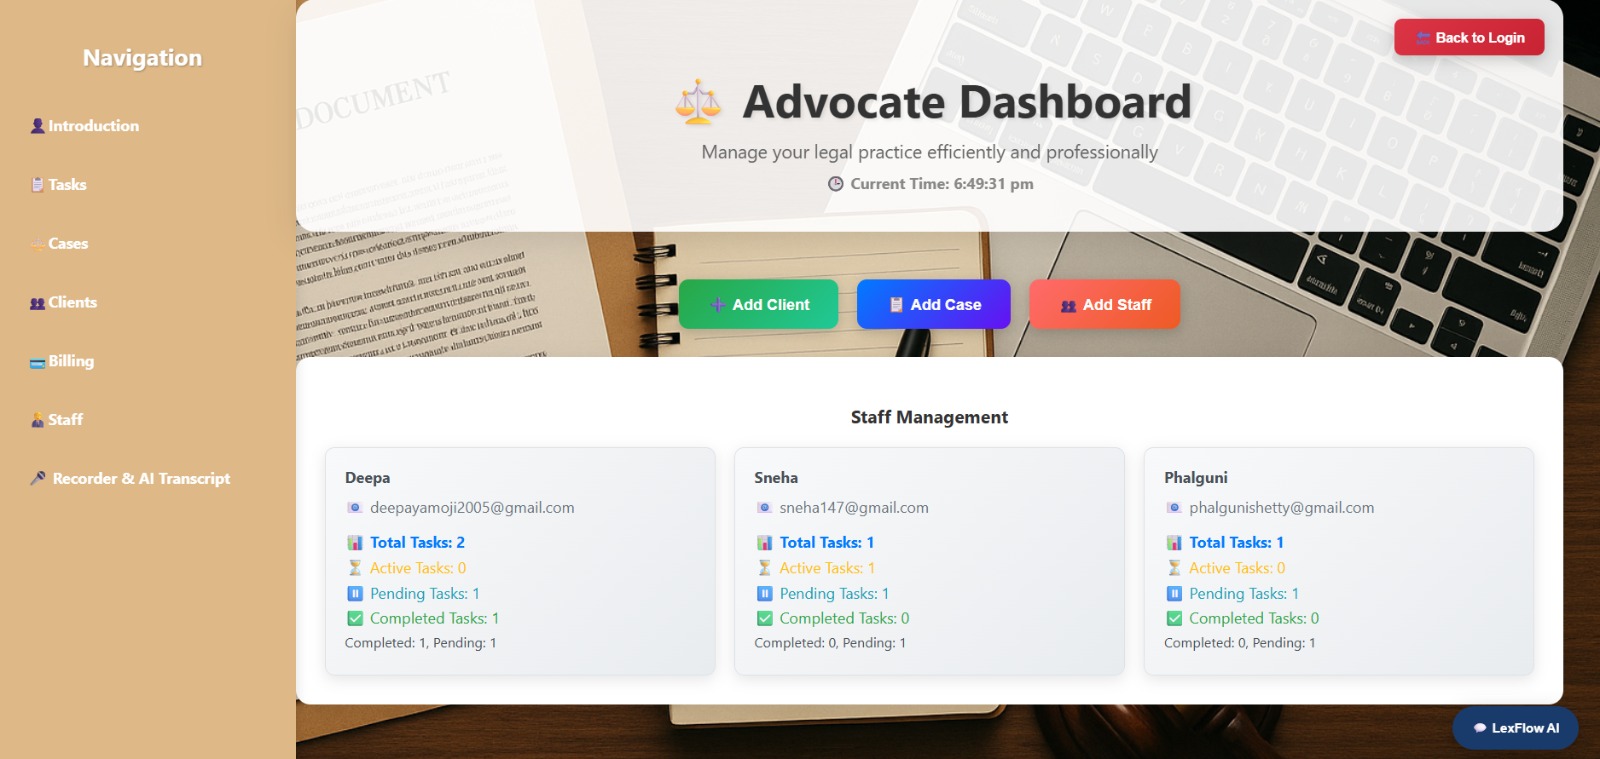 Navigation
Introduction
Tasks
Cases
Clients
Billing
Staff
Recorder & AI Transcript
Back to Login
DOCUMENT
Advocate Dashboard
Manage your legal practice efficiently and professionally
Current Time: 6:49:31 pm
Add Client
Add Case
Add Staff
Staff Management
Deepa
deepayamoji2005@gmail.com
Total Tasks: 2
Active Tasks: 0
Pending Tasks: 1
Completed Tasks: 1
Completed: 1, Pending: 1
Sneha
sneha147@gmail.com
Total Tasks: 1
Active Tasks: 1
Pending Tasks: 1
Completed Tasks: 0
Completed: 0, Pending: 1
Phalguni
phalgunishetty@gmail.com
Total Tasks: 1
Active Tasks: 0
Pending Tasks: 1
Completed Tasks: 0
Completed: 0, Pending: 1
LexFlow AI